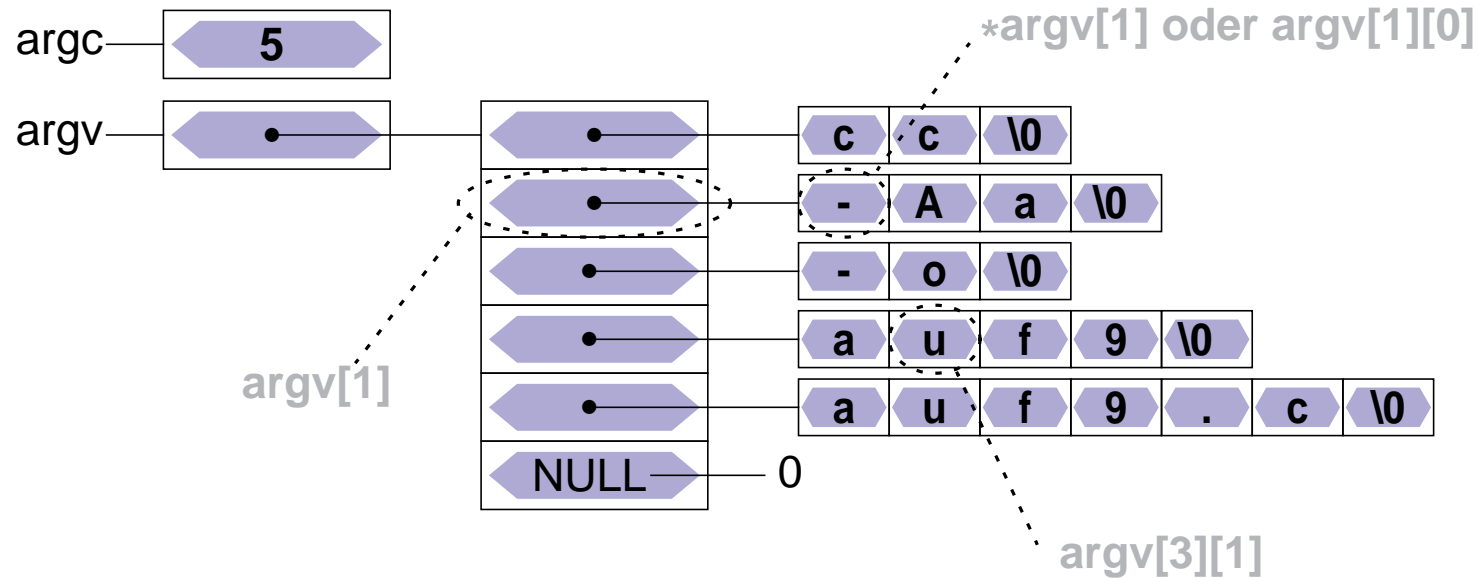 *argv[1] oder argv[1][0]
argc 5
argv
c c \0
- A a \0
- o \0
a u f 9 \0
argv[1]
a u f 9 . c \0
NULL 0
argv[3][1]